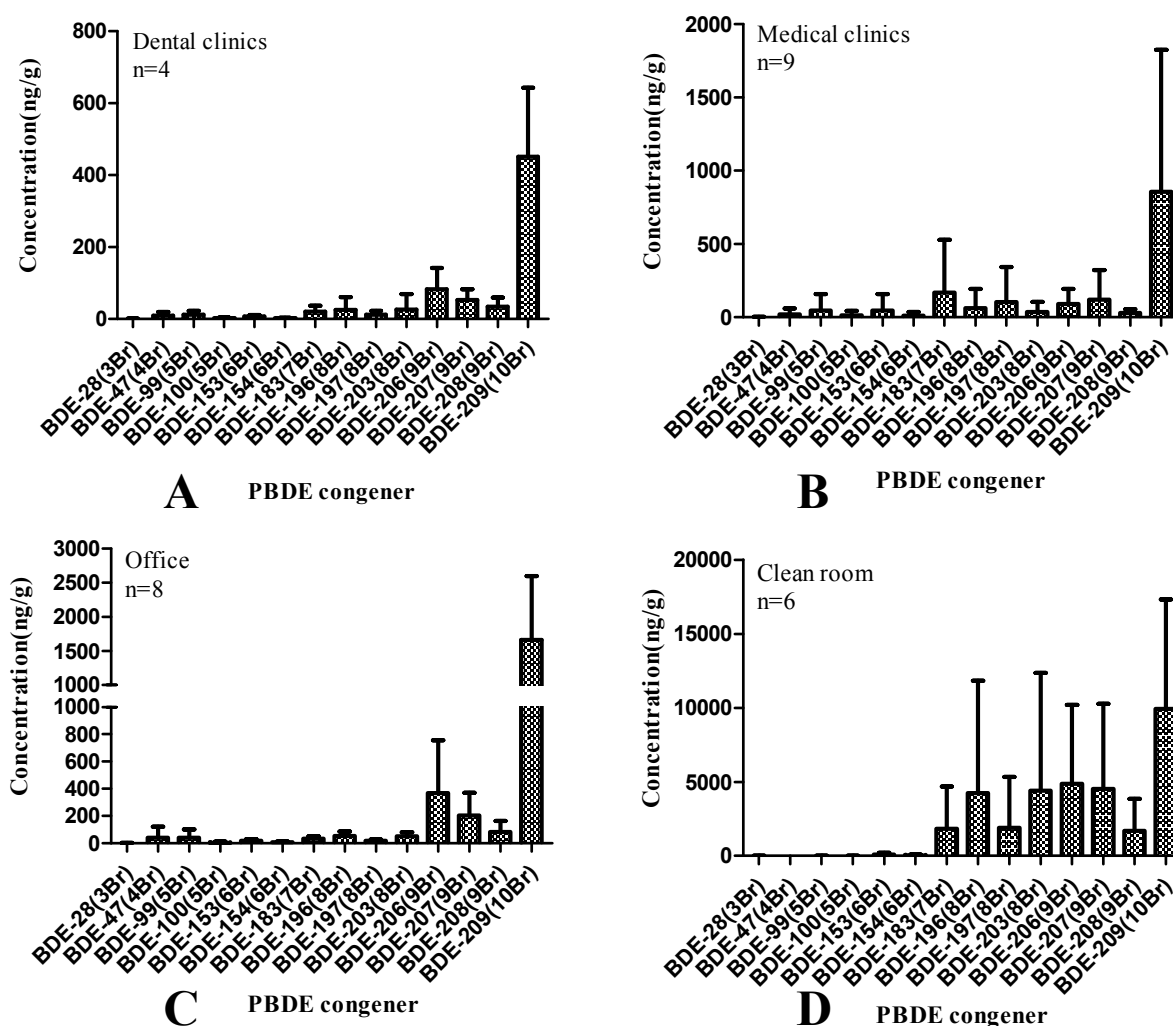 Dental clinics
n=4
Concentration(ng/g)
800
600
400
200
0
BDE-28(3Br)
BDE-47(4Br)
BDE-99(5Br)
BDE-100(5Br)
BDE-153(6Br)
BDE-154(6Br)
BDE-183(7Br)
BDE-196(8Br)
BDE-197(8Br)
BDE-203(8Br)
BDE-206(9Br)
BDE-207(9Br)
BDE-208(9Br)
BDE-209(10Br)
A
PBDE congener
Medical clinics
n=9
Concentration(ng/g)
2000
1500
1000
500
0
BDE-28(3Br)
BDE-47(4Br)
BDE-99(5Br)
BDE-100(5Br)
BDE-153(6Br)
BDE-154(6Br)
BDE-183(7Br)
BDE-196(8Br)
BDE-197(8Br)
BDE-203(8Br)
BDE-206(9Br)
BDE-207(9Br)
BDE-208(9Br)
BDE-209(10Br)
B
PBDE congener
Office
n=8
Concentration(ng/g)
3000
2500
2000
1500
1000
1000
800
600
400
200
0
BDE-28(3Br)
BDE-47(4Br)
BDE-99(5Br)
BDE-100(5Br)
BDE-153(6Br)
BDE-154(6Br)
BDE-183(7Br)
BDE-196(8Br)
BDE-197(8Br)
BDE-203(8Br)
BDE-206(9Br)
BDE-207(9Br)
BDE-208(9Br)
BDE-209(10Br)
C
PBDE congener
Clean room
n=6
Concentration(ng/g)
20000
15000
10000
5000
0
BDE-28(3Br)
BDE-47(4Br)
BDE-99(5Br)
BDE-100(5Br)
BDE-153(6Br)
BDE-154(6Br)
BDE-183(7Br)
BDE-196(8Br)
BDE-197(8Br)
BDE-203(8Br)
BDE-206(9Br)
BDE-207(9Br)
BDE-208(9Br)
BDE-209(10Br)
D
PBDE congener